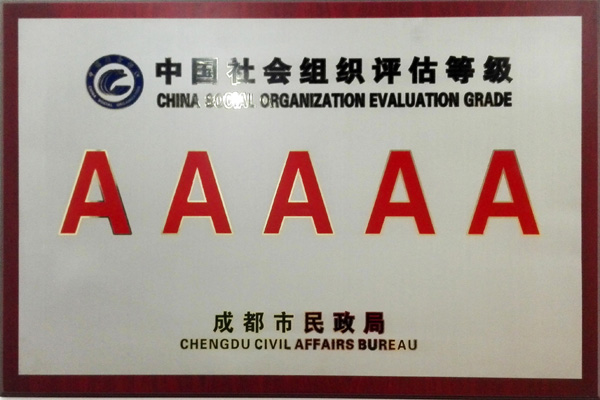 中国社会组织评估等级
CHINA SOCIAL ORGANIZATION EVALUATION GRADE
AAAAA
成都市民政局
CHENGDU CIVIL AFFAIRS BUREAU